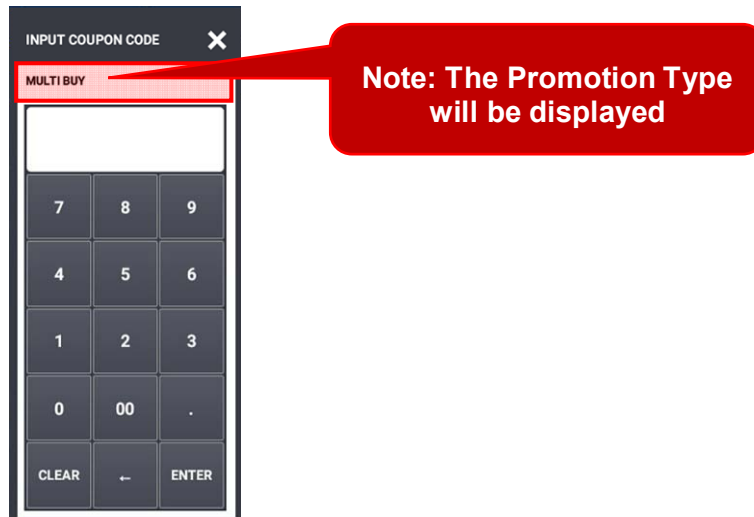 INPUT COUPON CODE
MULTI BUY
Note: The Promotion Type
will be displayed
7 8 9
4 5 6
1 2 3
0 00 .
CLEAR ← ENTER